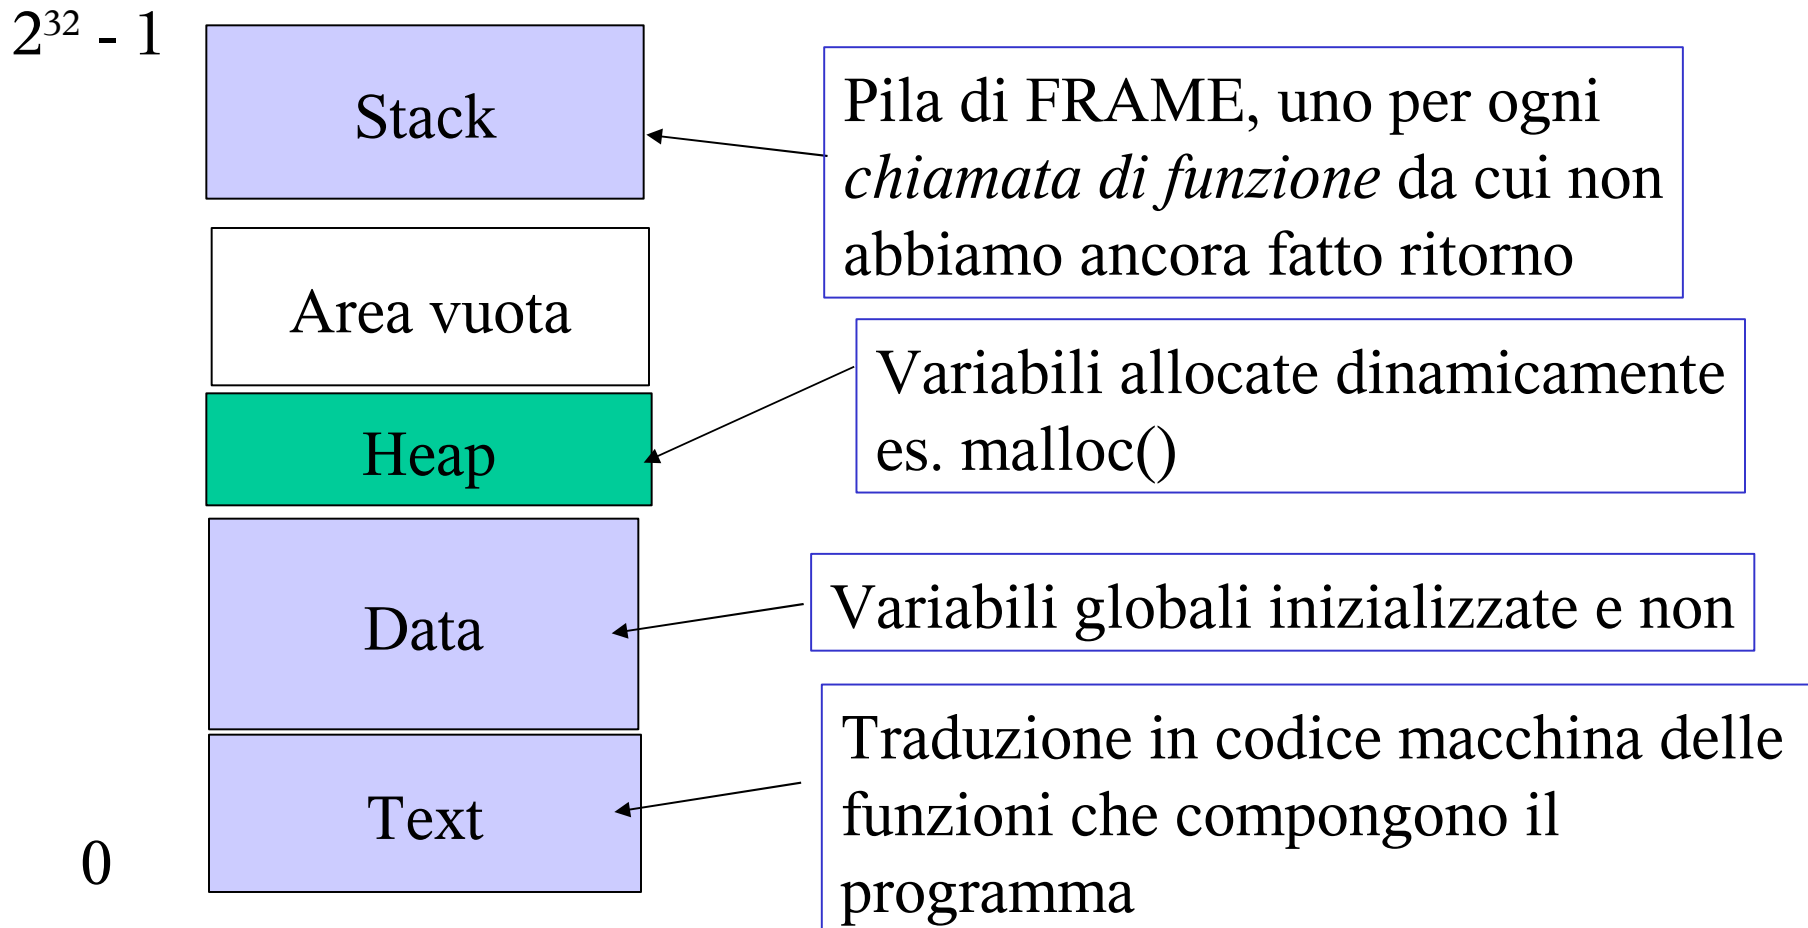 2³² - 1
Stack
Pila di FRAME, uno per ogni
chiamata di funzione da cui non
abbiamo ancora fatto ritorno
Area vuota
Variabili allocate dinamicamente
es. malloc()
Heap
Data
Variabili globali inizializzate e non
Text
Traduzione in codice macchina delle
funzioni che compongono il
programma
0